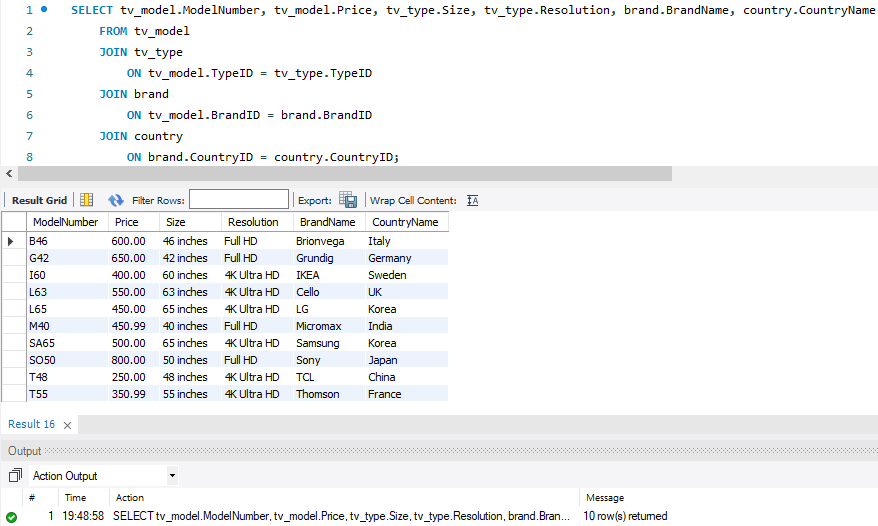 1 SELECT tv_model.ModelNumber, tv_model.Price, tv_type.Size, tv_type.Resolution, brand.BrandName, country.CountryName
2 FROM tv_model
3 JOIN tv_type
4 ON tv_model.TypeID = tv_type.TypeID
5 JOIN brand
6 ON tv_model.BrandID = brand.BrandID
7 JOIN country
8 ON brand.CountryID = country.CountryID;
Result Grid Filter Rows: Export: Wrap Cell Content:
ModelNumber Price Size Resolution BrandName CountryName
B46 600.00 46 inches Full HD Brionvega Italy
G42 650.00 42 inches Full HD Grundig Germany
I60 400.00 60 inches 4K Ultra HD IKEA Sweden
L63 550.00 63 inches 4K Ultra HD Cello UK
L65 450.00 65 inches 4K Ultra HD LG Korea
M40 450.99 40 inches Full HD Micromax India
SA65 500.00 65 inches 4K Ultra HD Samsung Korea
SO50 800.00 50 inches Full HD Sony Japan
T48 250.00 48 inches 4K Ultra HD TCL China
T55 350.99 55 inches 4K Ultra HD Thomson France
Result 16
Output
Action Output
# Time Action Message
1 19:48:58 SELECT tv_model.ModelNumber, tv_model.Price, tv_type.Size, tv_type.Resolution, brand.Bran... 10 row(s) returned